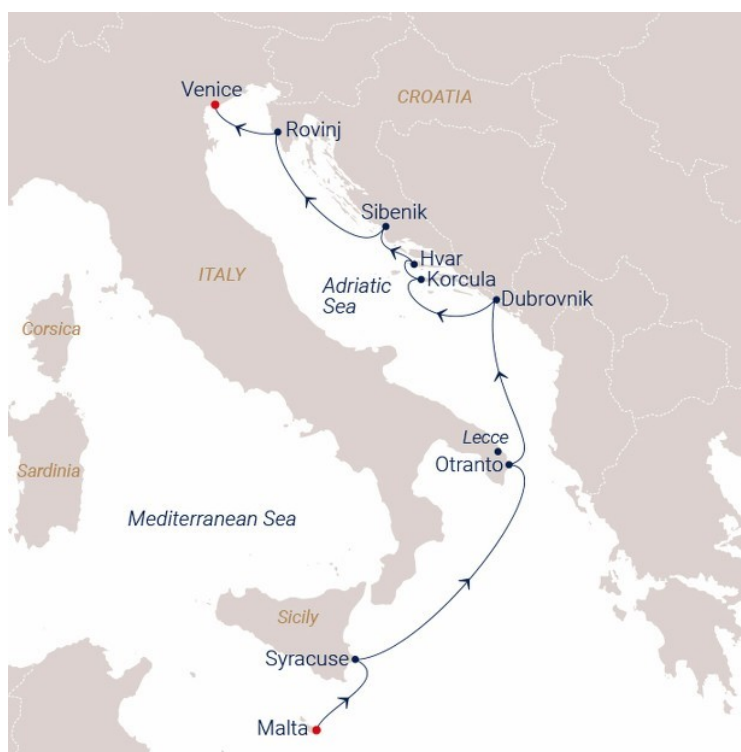 Venice
CROATIA
Rovinj
Sibenik
Hvar
ITALY
Korcula
Adriatic
Sea
Dubrovnik
Corsica
Lecce
Otranto
Sardinia
Mediterranean Sea
Sicily
Syracuse
Malta